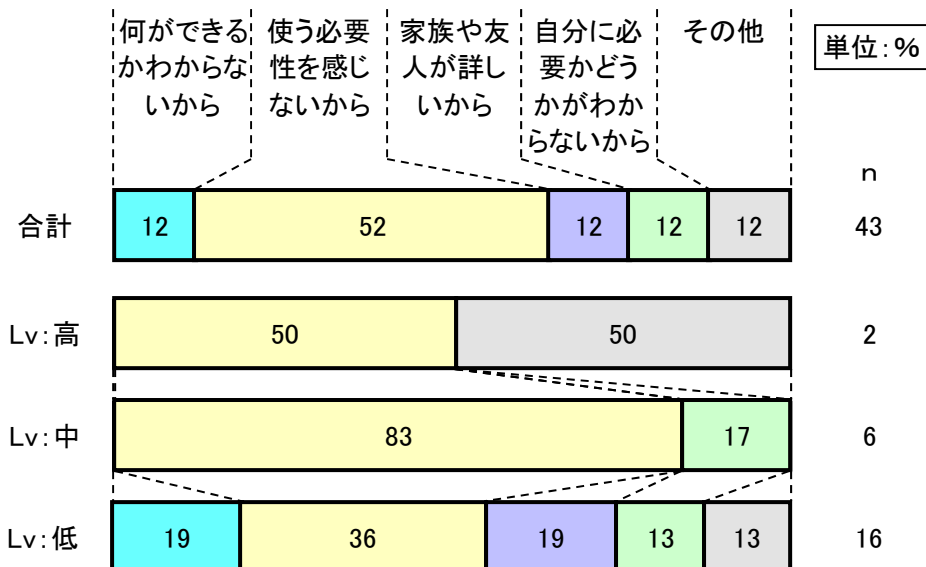 何ができる
かわからな
いから
使う必要
性を感じ
ないから
家族や友
人が詳し
いから
自分に必
要かどう
かがわか
らないから
その他
単位：%
n
合計 12 52 12 12 12 43
Lv：高 50 50 2
Lv：中 83 17 6
Lv：低 19 36 19 13 13 16